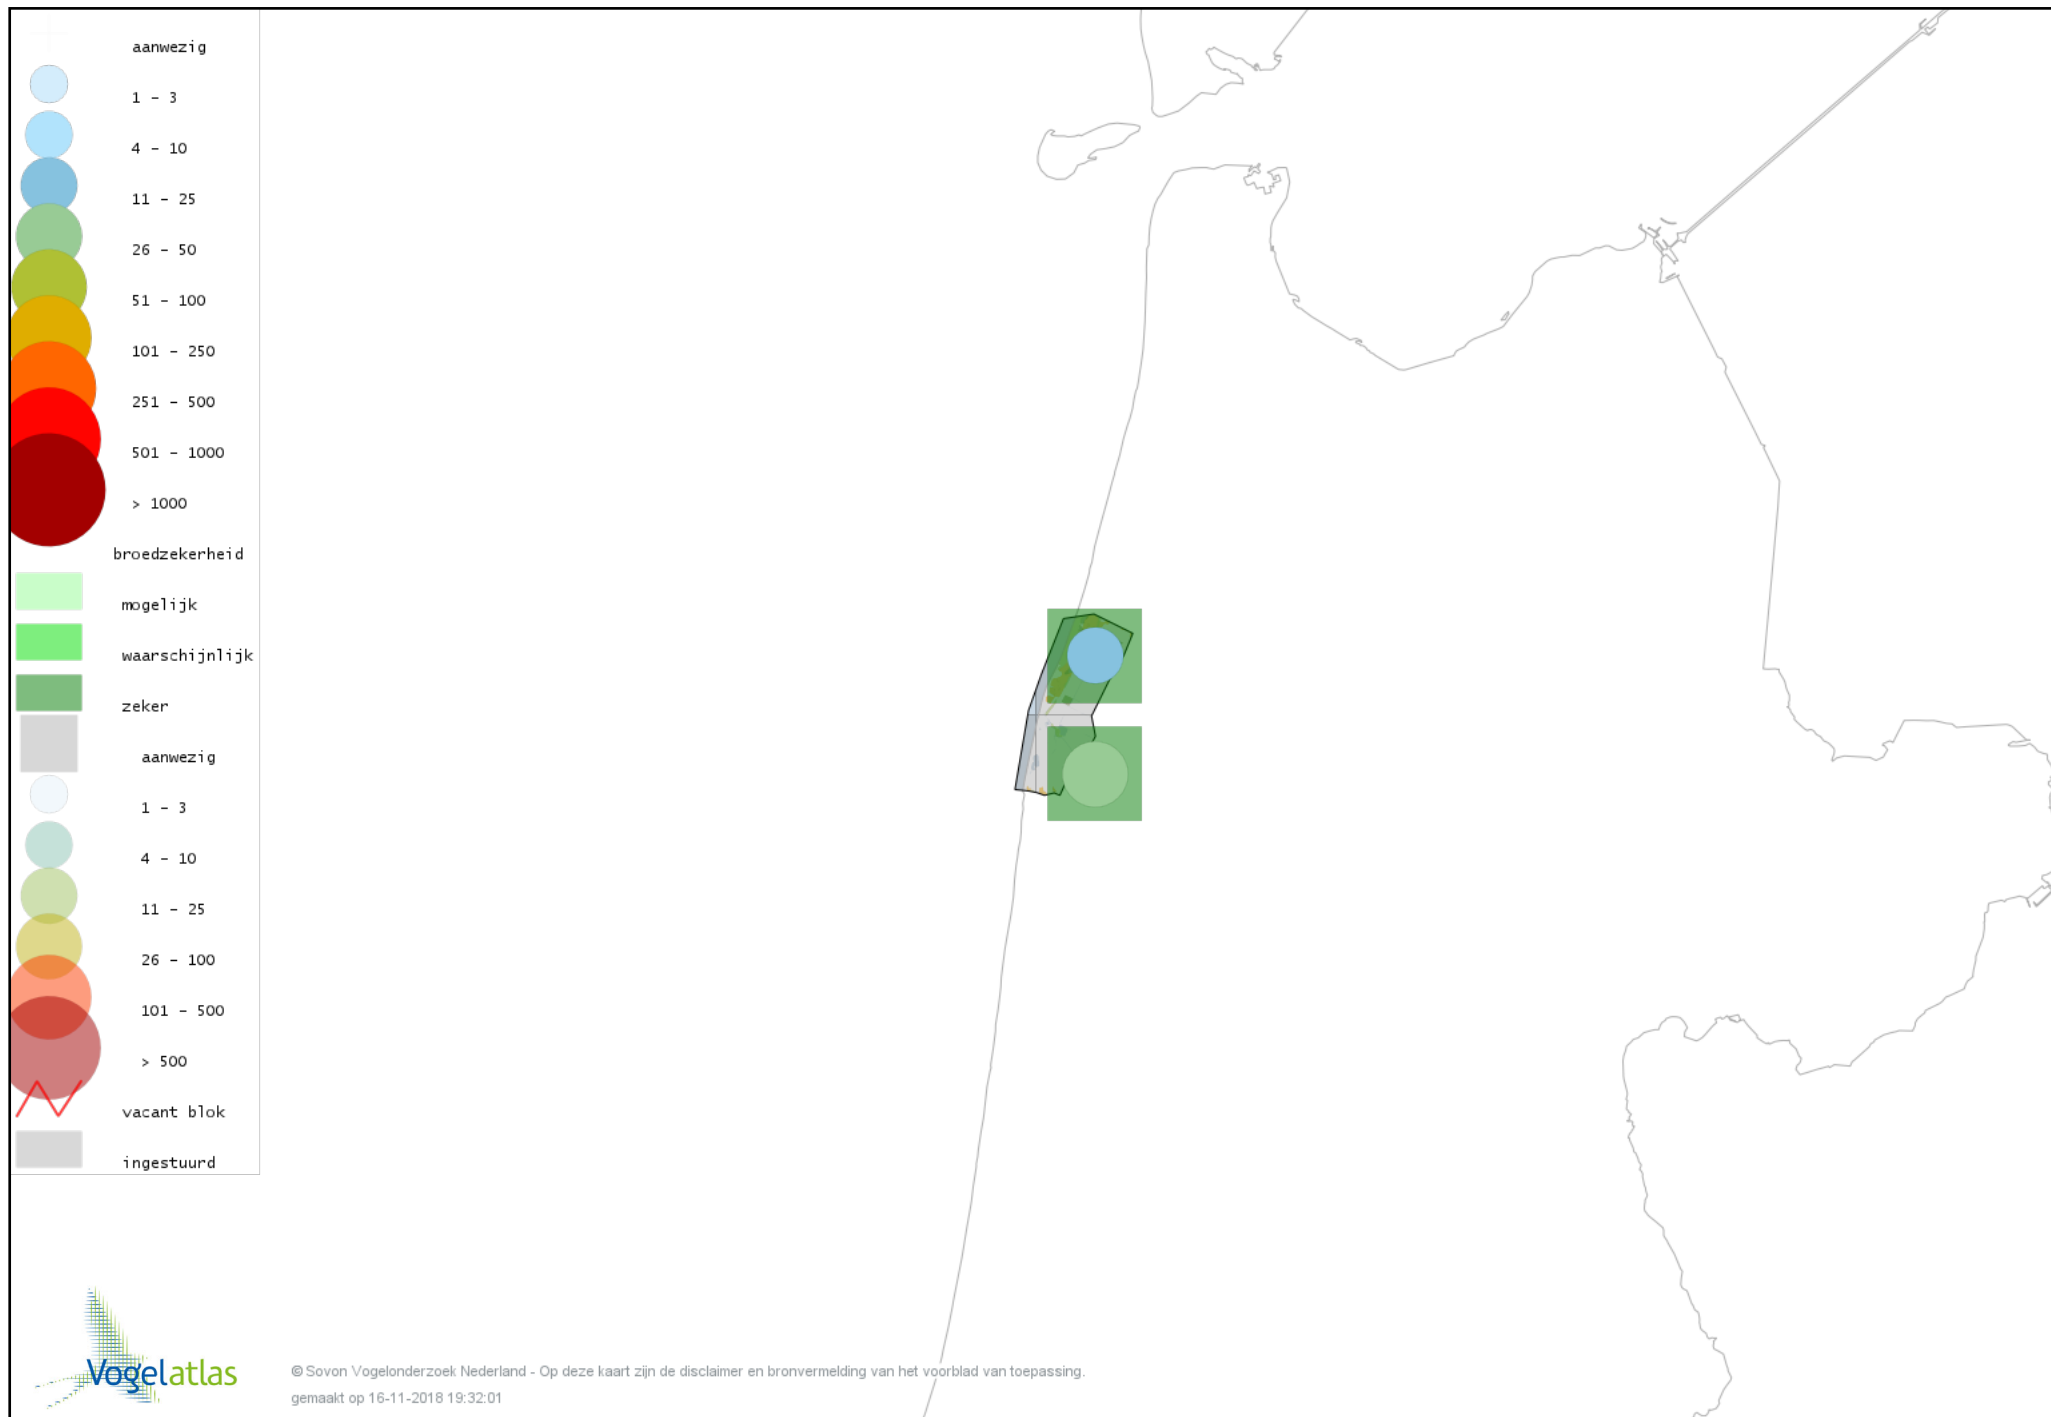 aanwezig
1 - 3
4 - 10
11 - 25
26 - 50
51 - 100
101 - 250
251 - 500
501 - 1000
> 1000
broedzekerheid
mogelijk
waarschijnlijk
zeker
aanwezig
1 - 3
4 - 10
11 - 25
26 - 100
101 - 500
> 500
vacant blok
ingestuurd
Vogelatlas
© Sovon Vogelonderzoek Nederland - Op deze kaart zijn de disclaimer en bronvermelding van het voorblad van toepassing.
gemaakt op 16-11-2018 19:32:01